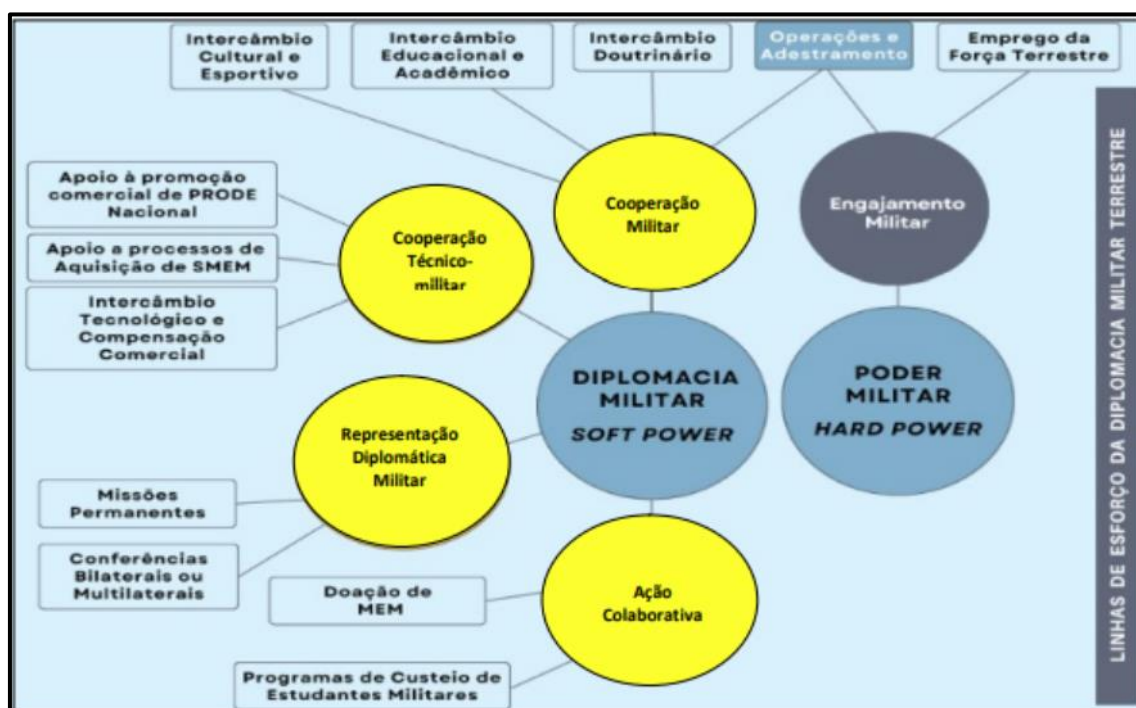 Intercâmbio
Cultural e
Esportivo
Intercâmbio
Educacional e
Acadêmico
Intercâmbio
Doutrinário
Operações e
Adestramento
Emprego da
Força Terrestre
Apoio à promoção
comercial de PRODE
Nacional
Apoio a processos de
Aquisição de SMEM
Intercâmbio
Tecnológico e
Compensação
Comercial
Cooperação
Técnico-
militar
Cooperação
Militar
Engajamento
Militar
DIPLOMACIA
MILITAR
SOFT POWER
PODER
MILITAR
HARD POWER
Representação
Diplomática
Militar
Missões
Permanentes
Conferências
Bilaterais ou
Multilaterais
Doação de
MEM
Ação
Colaborativa
Programas de Custeio de
Estudantes Militares
LINHAS DE ESFORÇO DA DIPLOMACIA MILITAR TERRESTRE